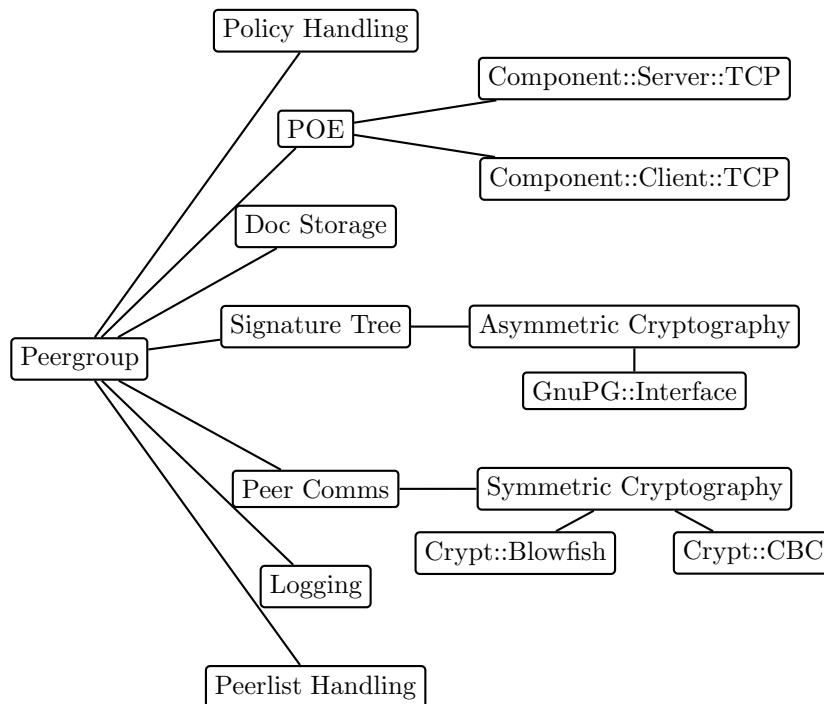 Policy Handling
Component::Server::TCP
POE
Component::Client::TCP
Doc Storage
Signature Tree
Asymmetric Cryptography
Peergroup
GnuPG::Interface
Peer Comms
Symmetric Cryptography
Crypt::Blowfish
Crypt::CBC
Logging
Peerlist Handling